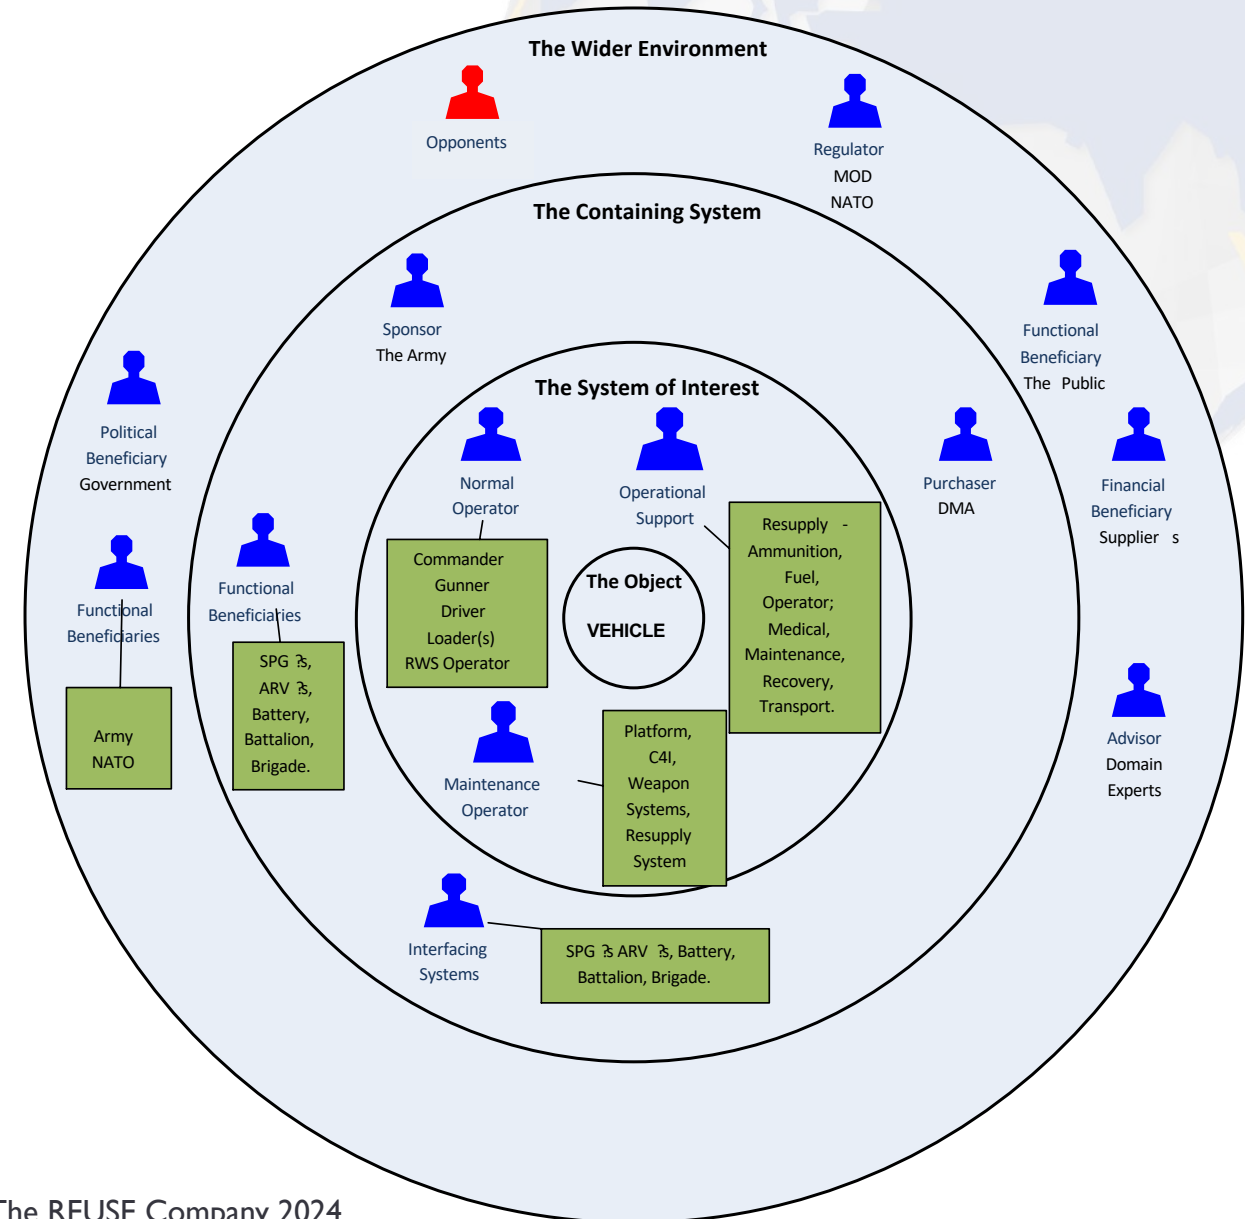 The Wider Environment
Opponents
Regulator
MOD
NATO
The Containing System
Sponsor
The Army
Functional
Beneficiary
The Public
The System of Interest
Political
Beneficiary
Government
Normal
Operator
Operational
Support
Purchaser
DMA
Financial
Beneficiary
Supplier s
Resupply -
Ammunition,
Fuel,
Operator;
Medical,
Maintenance,
Recovery,
Transport.
Commander
Gunner
Driver
Loader(s)
RWS Operator
The Object
VEHICLE
Functional
Beneficiaries
Functional
Beneficiaries
SPG ?s,
ARV ?s,
Battery,
Battalion,
Brigade.
Army
NATO
Platform,
C4I,
Weapon
Systems,
Resupply
System
Maintenance
Operator
Advisor
Domain
Experts
Interfacing
Systems
SPG ?s ARV ?s, Battery,
Battalion, Brigade.
The REUSE Company 2024